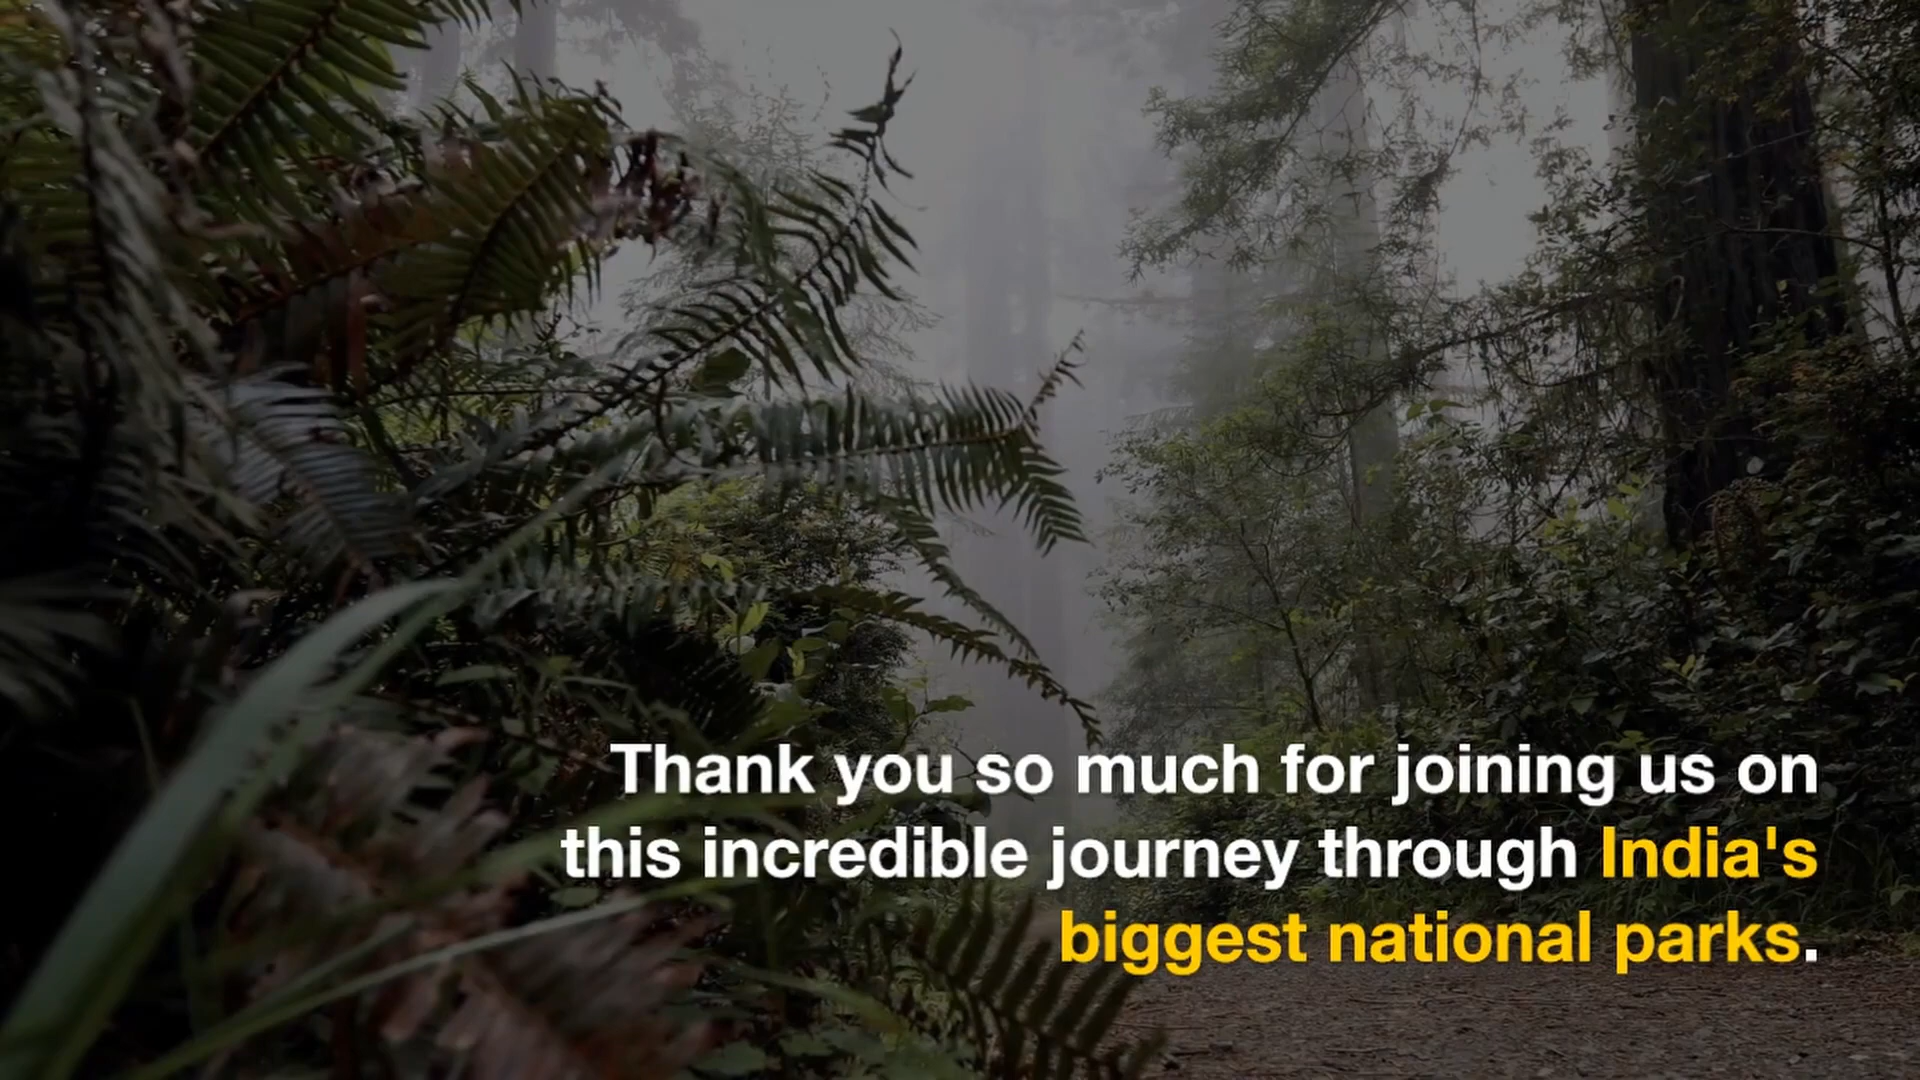 Thank you so much for joining us on
this incredible journey through India's
biggest national parks.